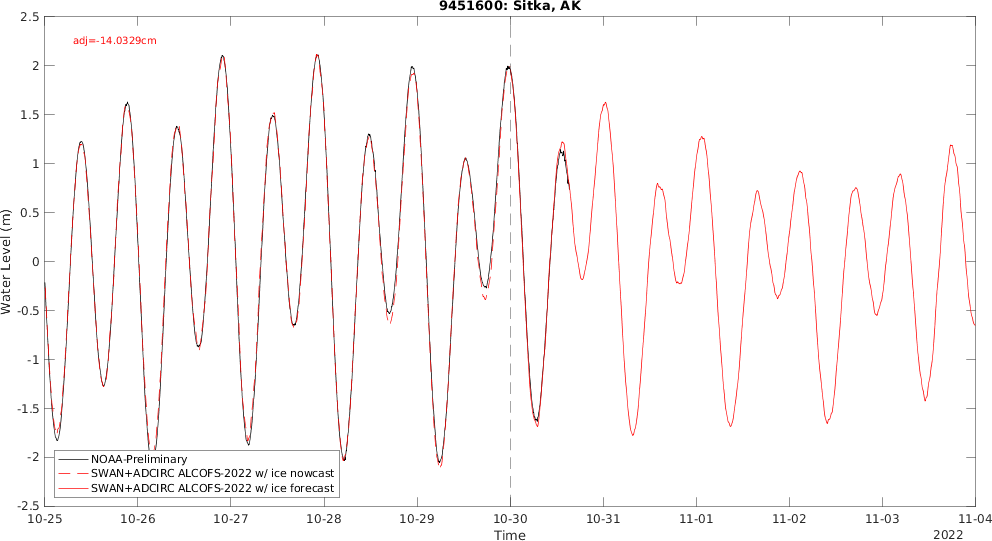 9451600: Sitka, AK
adj=-14.0329cm
Water Level (m)
2.5
2
1.5
1
0.5
0
-0.5
-1
-1.5
-2
-2.5
NOAA-Preliminary
SWAN+ADCIRC ALCOFS-2022 w/ ice nowcast
SWAN+ADCIRC ALCOFS-2022 w/ ice forecast
10-25 10-26 10-27 10-28 10-29 10-30 10-31 11-01 11-02 11-03 11-04
Time
2022